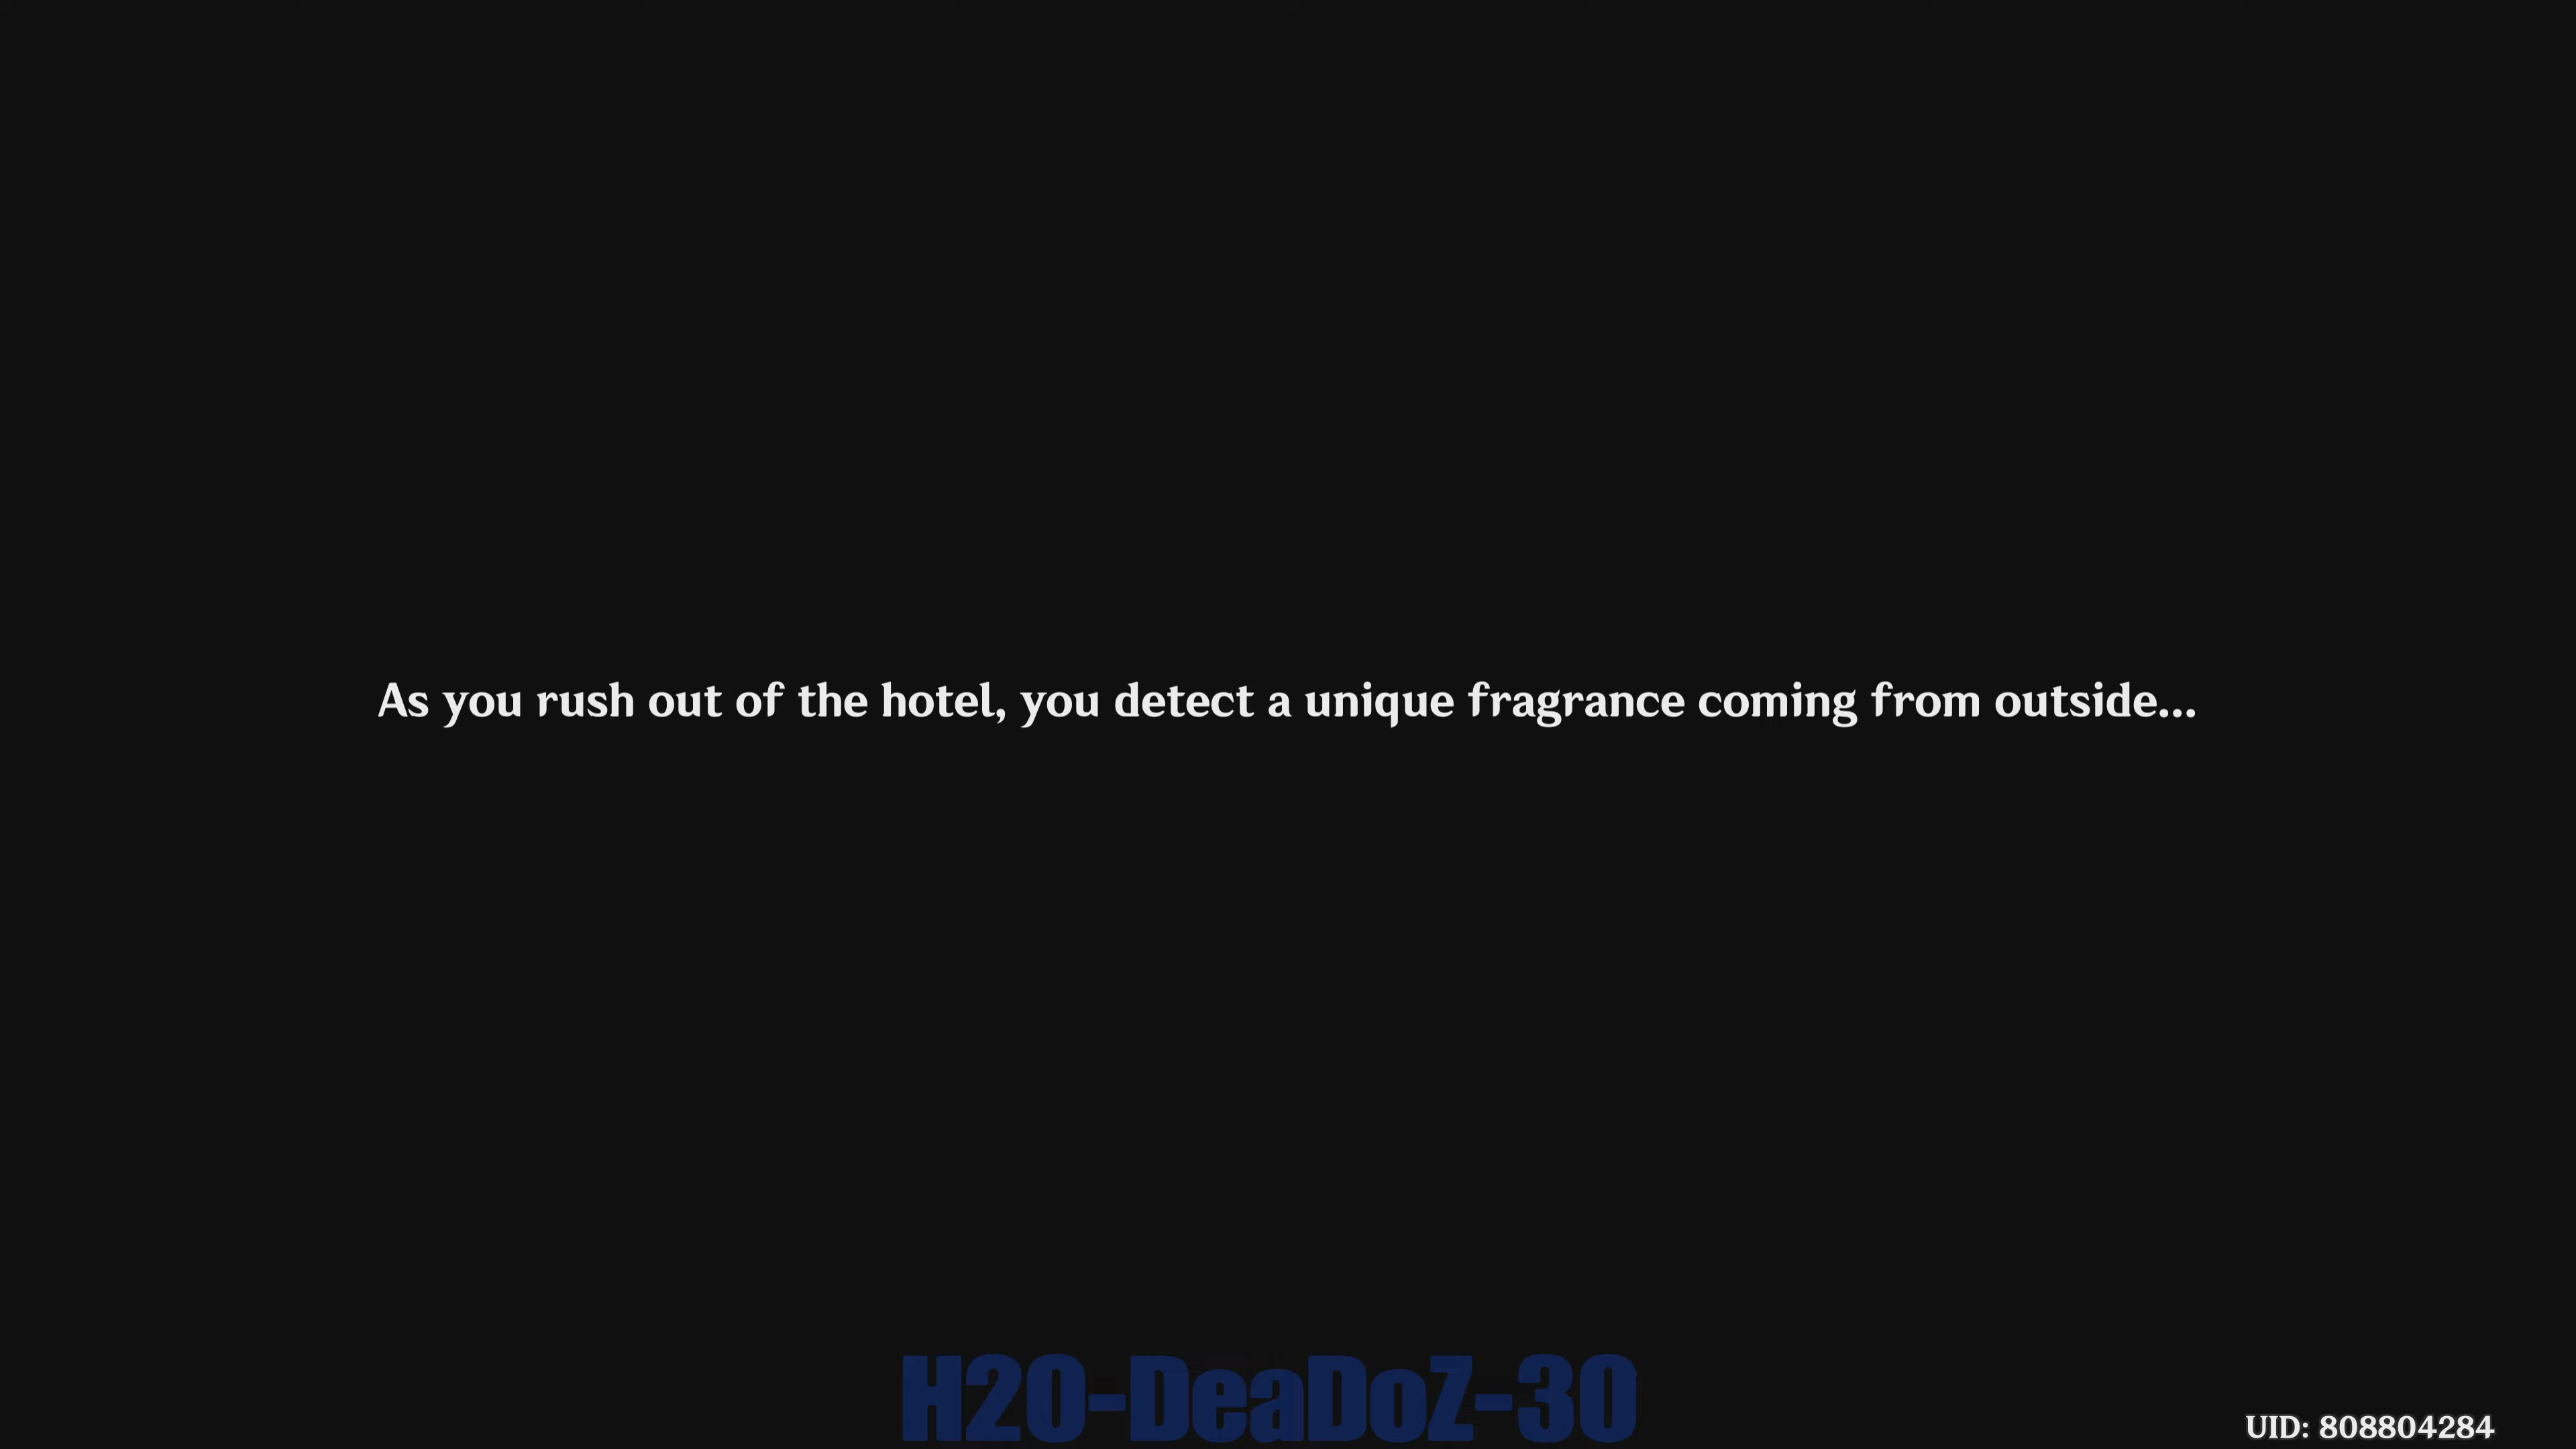 As you rush out of the hotel, you detect a unique fragrance coming from outside...
H2O-DeaDoZ-30
UID: 808804284